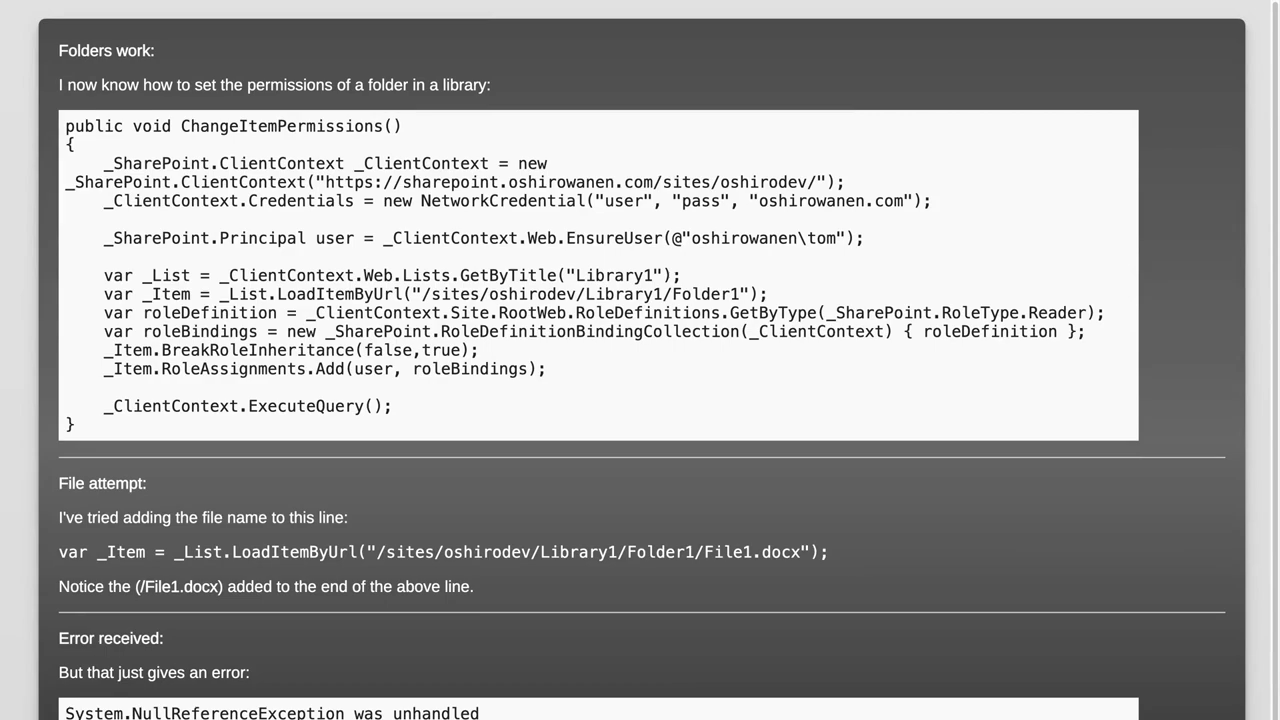 Folders work:
I now know how to set the permissions of a folder in a library:
public void ChangeItemPermissions()
{
    _SharePoint.ClientContext _ClientContext = new
_SharePoint.ClientContext("https://sharepoint.oshirowanen.com/sites/oshirodev/");
    _ClientContext.Credentials = new NetworkCredential("user", "pass", "oshirowanen.com");
    _SharePoint.Principal user = _ClientContext.Web.EnsureUser(@"oshirowanen\tom");
    var _List = _ClientContext.Web.Lists.GetByTitle("Library1");
    var _Item = _List.LoadItemByUrl("/sites/oshirodev/Library1/Folder1");
    var roleDefinition = _ClientContext.Site.RootWeb.RoleDefinitions.GetByType(_SharePoint.RoleType.Reader);
    var roleBindings = new _SharePoint.RoleDefinitionBindingCollection(_ClientContext) { roleDefinition };
    _Item.BreakRoleInheritance(false,true);
    _Item.RoleAssignments.Add(user, roleBindings);
    _ClientContext.ExecuteQuery();
}
File attempt:
I've tried adding the file name to this line:
var _Item = _List.LoadItemByUrl("/sites/oshirodev/Library1/Folder1/File1.docx");
Notice the (/File1.docx) added to the end of the above line.
Error received:
But that just gives an error:
System.NullReferenceException was unhandled